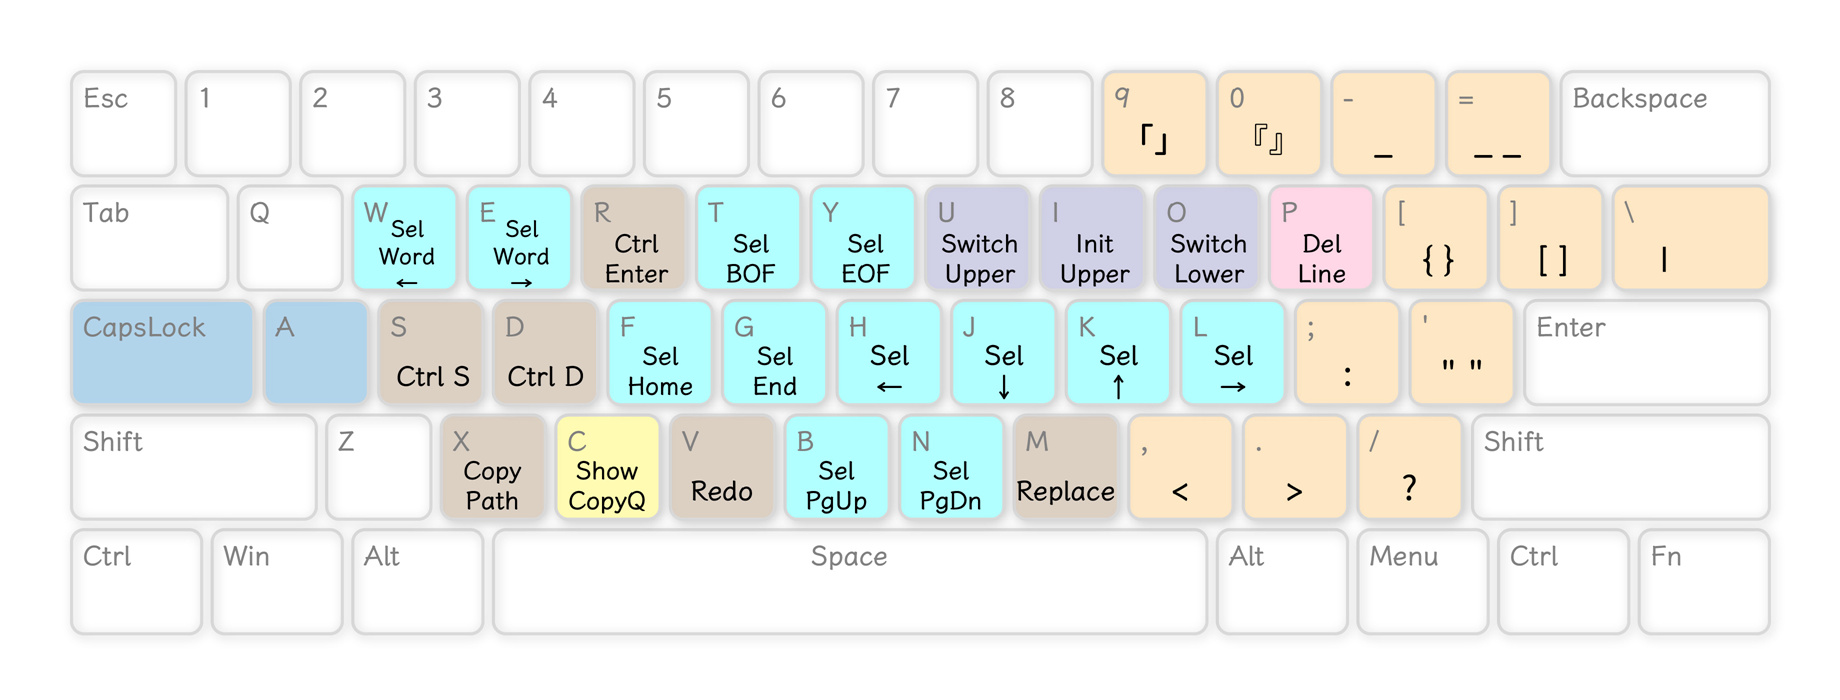 Esc 1 2 3 4 5 6 7 8 9 0 - = Backspace
「」 『』 _ _ _
Tab Q W E R T Y U I O P [ ] \
Sel Word ← Sel Word → Ctrl Enter Sel BOF Sel EOF Switch Upper Init Upper Switch Lower Del Line { } [ ] |
CapsLock A S D F G H J K L ; ' Enter
Ctrl S Ctrl D Sel Home Sel End Sel ← Sel ↓ Sel ↑ Sel → : " "
Shift Z X C V B N M , . / Shift
Copy Path Show CopyQ Redo Sel PgUp Sel PgDn Replace < > ?
Ctrl Win Alt Space Alt Menu Ctrl Fn